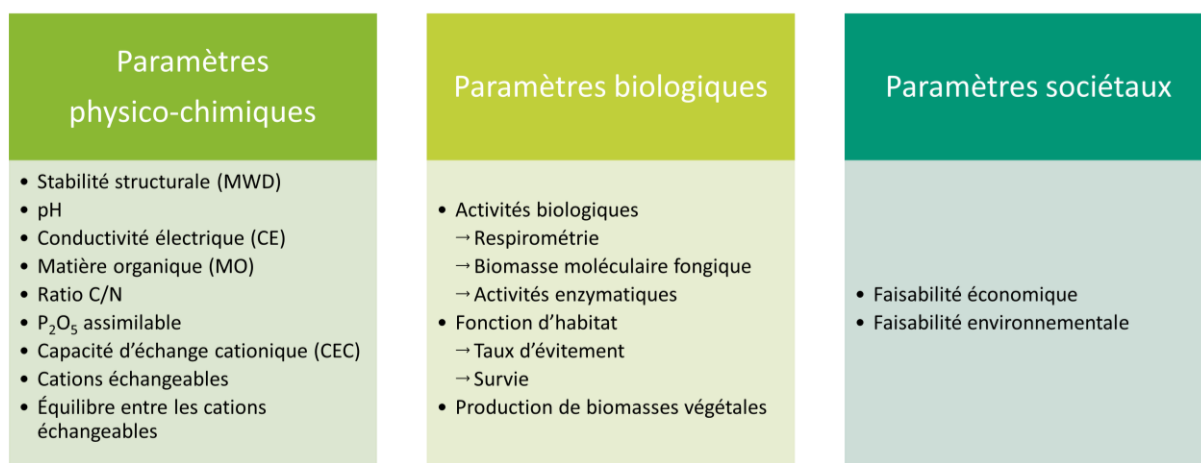 Paramètres
physico-chimiques
• Stabilité structurale (MWD)
• pH
• Conductivité électrique (CE)
• Matière organique (MO)
• Ratio C/N
• P₂O₅ assimilable
• Capacité d’échange cationique (CEC)
• Cations échangeables
• Équilibre entre les cations
échangeables
Paramètres biologiques
• Activités biologiques
→ Respirométrie
→ Biomasse moléculaire fongique
→ Activités enzymatiques
• Fonction d’habitat
→ Taux d’évitement
→ Survie
• Production de biomasses végétales
Paramètres sociétaux
• Faisabilité économique
• Faisabilité environnementale